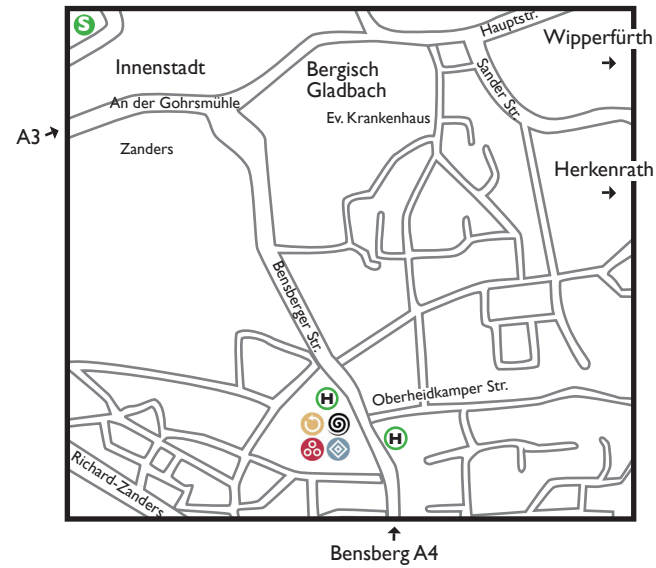 S
Hauptstr.
Wipperfürth
Innenstadt
Bergisch
Gladbach
Sander Str.
An der Gohrsmühle
Ev. Krankenhaus
A3
Zanders
Herkenrath
Bensberger Str.
Oberheidkamper Str.
H
H
Richard-Zanders
Bensberg A4